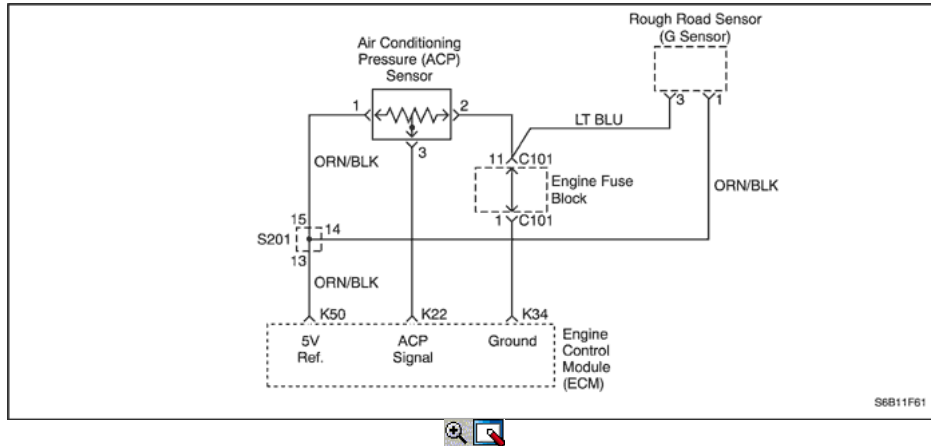 Rough Road Sensor
(G Sensor)
Air Conditioning
Pressure (ACP)
Sensor
1
2
3
1
LT BLU
3
ORN/BLK
11
C101
Engine Fuse
Block
ORN/BLK
1
C101
15
14
S201
13
ORN/BLK
K50
K22
K34
5V
Ref.
ACP
Signal
Ground
Engine
Control
Module
(ECM)
S6B11F61